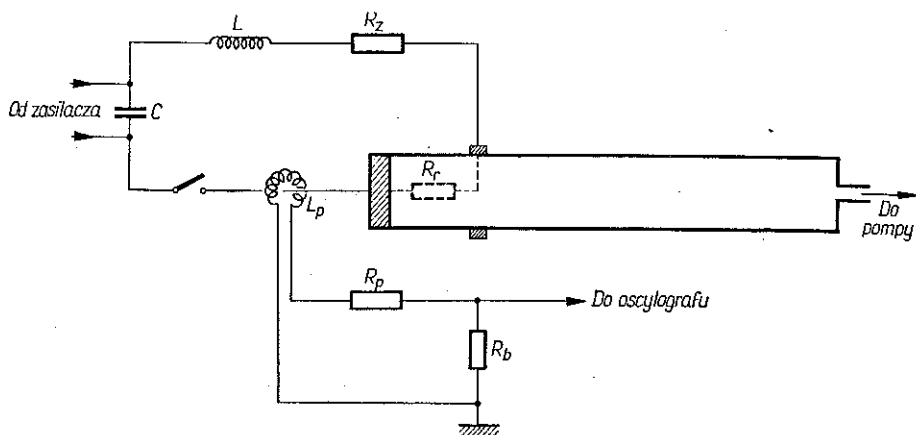 L
R_z
Od zasilacza
C
R_r
L_p
Do
pompy
R_p
Do oscylografu
R_b